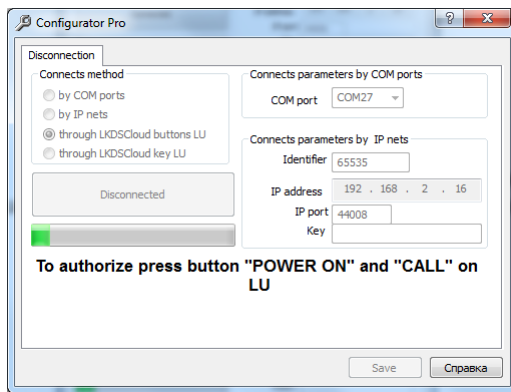 Configurator Pro
Disconnection
Connects method
by COM ports
by IP nets
through LKDSCloud buttons LU
through LKDSCloud key LU
Disconnected
Connects parameters by COM ports
COM port COM27
Connects parameters by IP nets
Identifier 65535
IP address 192 . 168 . 2 . 16
IP port 44008
Key
To authorize press button "POWER ON" and "CALL" on
LU
Save Справка